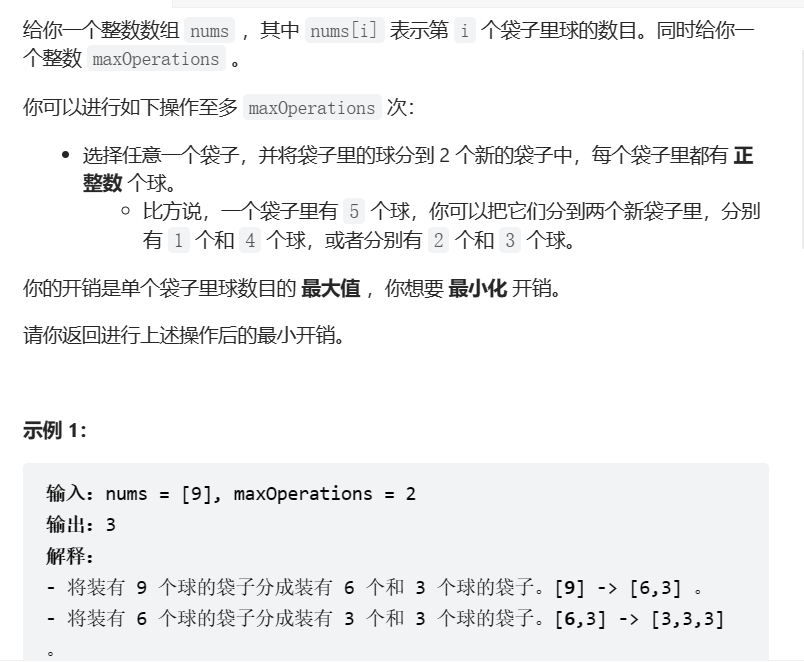 给你一个整数数组 nums ，其中 nums[i] 表示第 i 个袋子里球的数目。同时给你一
个整数 maxOperations 。
你可以进行如下操作至多 maxOperations 次：
• 选择任意一个袋子，并将袋子里的球分到 2 个新的袋子中，每个袋子里都有 正
整数 个球。
◦ 比方说，一个袋子里有 5 个球，你可以把它们分到两个新袋子里，分别
有 1 个和 4 个球，或者分别有 2 个和 3 个球。
你的开销是单个袋子里球数目的 最大值 ，你想要 最小化 开销。
请你返回进行上述操作后的最小开销。
示例 1：
输入：nums = [9], maxOperations = 2
输出：3
解释：
- 将装有 9 个球的袋子分成装有 6 个和 3 个球的袋子。[9] -> [6,3] 。
- 将装有 6 个球的袋子分成装有 3 个和 3 个球的袋子。[6,3] -> [3,3,3]
。